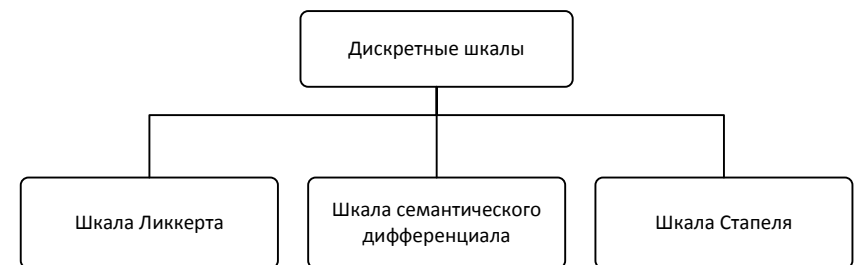 Дискретные шкалы
Шкала Ликкерта
Шкала семантического
дифференциала
Шкала Стапеля